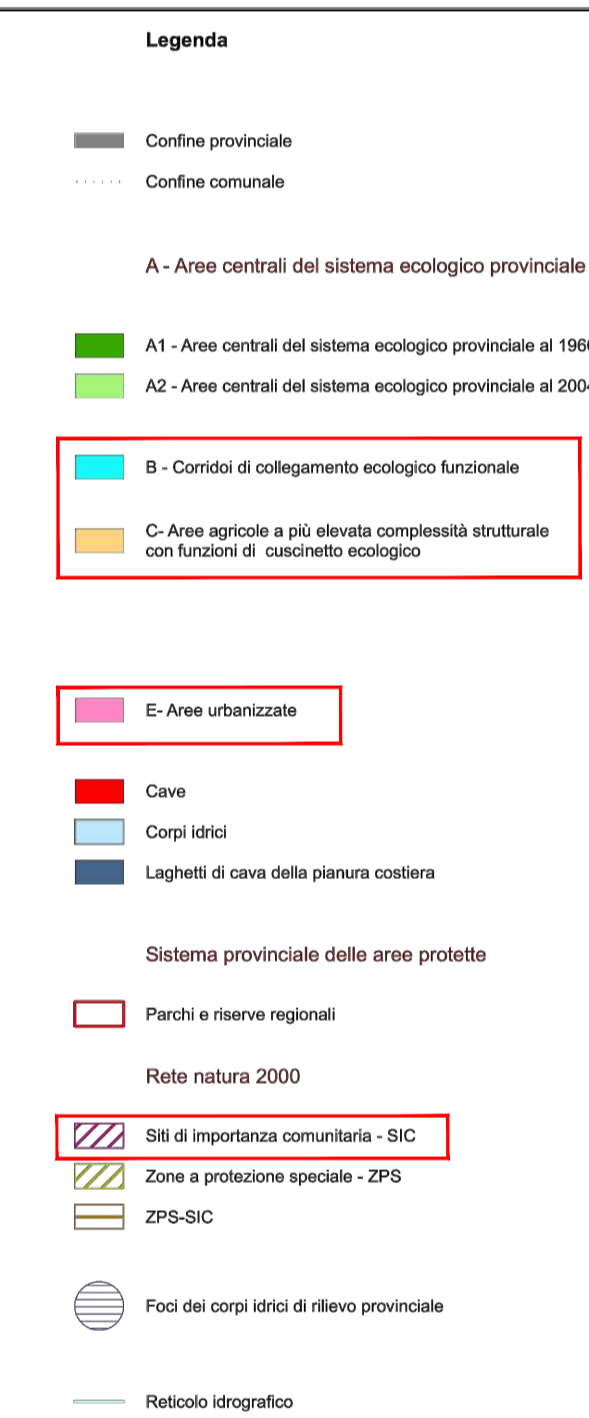 Legenda
Confine provinciale
Confine comunale
A - Aree centrali del sistema ecologico provinciale
A1 - Aree centrali del sistema ecologico provinciale al
A2 - Aree centrali del sistema ecologico provinciale al
B - Corridoi di collegamento ecologico funzionale
C- Aree agricole a più elevata complessità strutturale
con funzioni di cuscinetto ecologico
E- Aree urbanizzate
Cave
Corpi idrici
Laghetti di cava della pianura costiera
Sistema provinciale delle aree protette
Parchi e riserve regionali
Rete natura 2000
Siti di importanza comunitaria - SIC
Zone a protezione speciale - ZPS
ZPS-SIC
Foci dei corpi idrici di rilievo provinciale
Reticolo idrografico